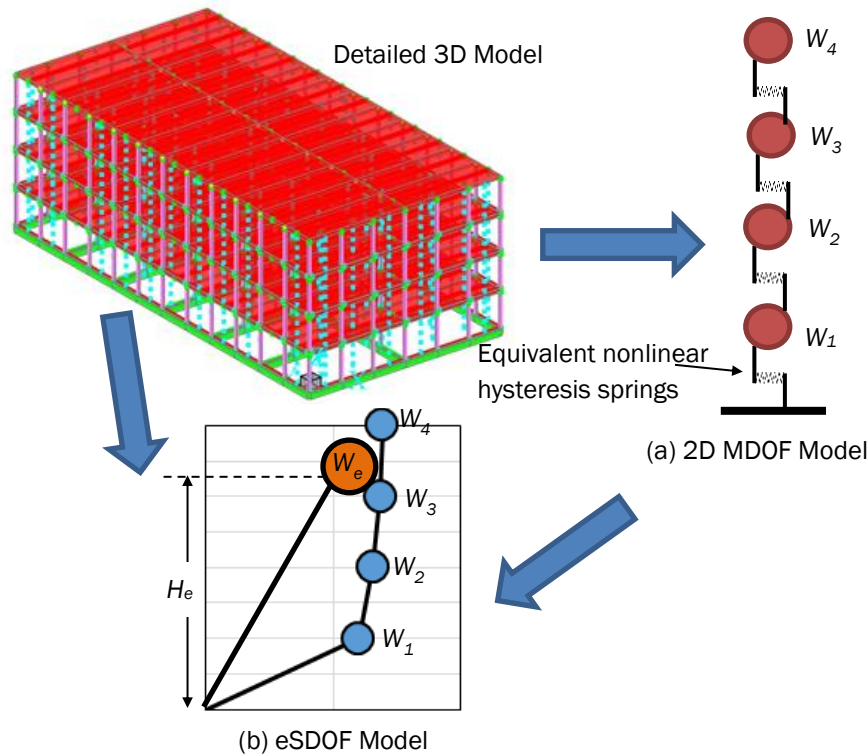 Detailed 3D Model
W4
W3
W2
W1
Equivalent nonlinear
hysteresis springs
(a) 2D MDOF Model
W4
We
W3
W2
He
W1
(b) eSDOF Model